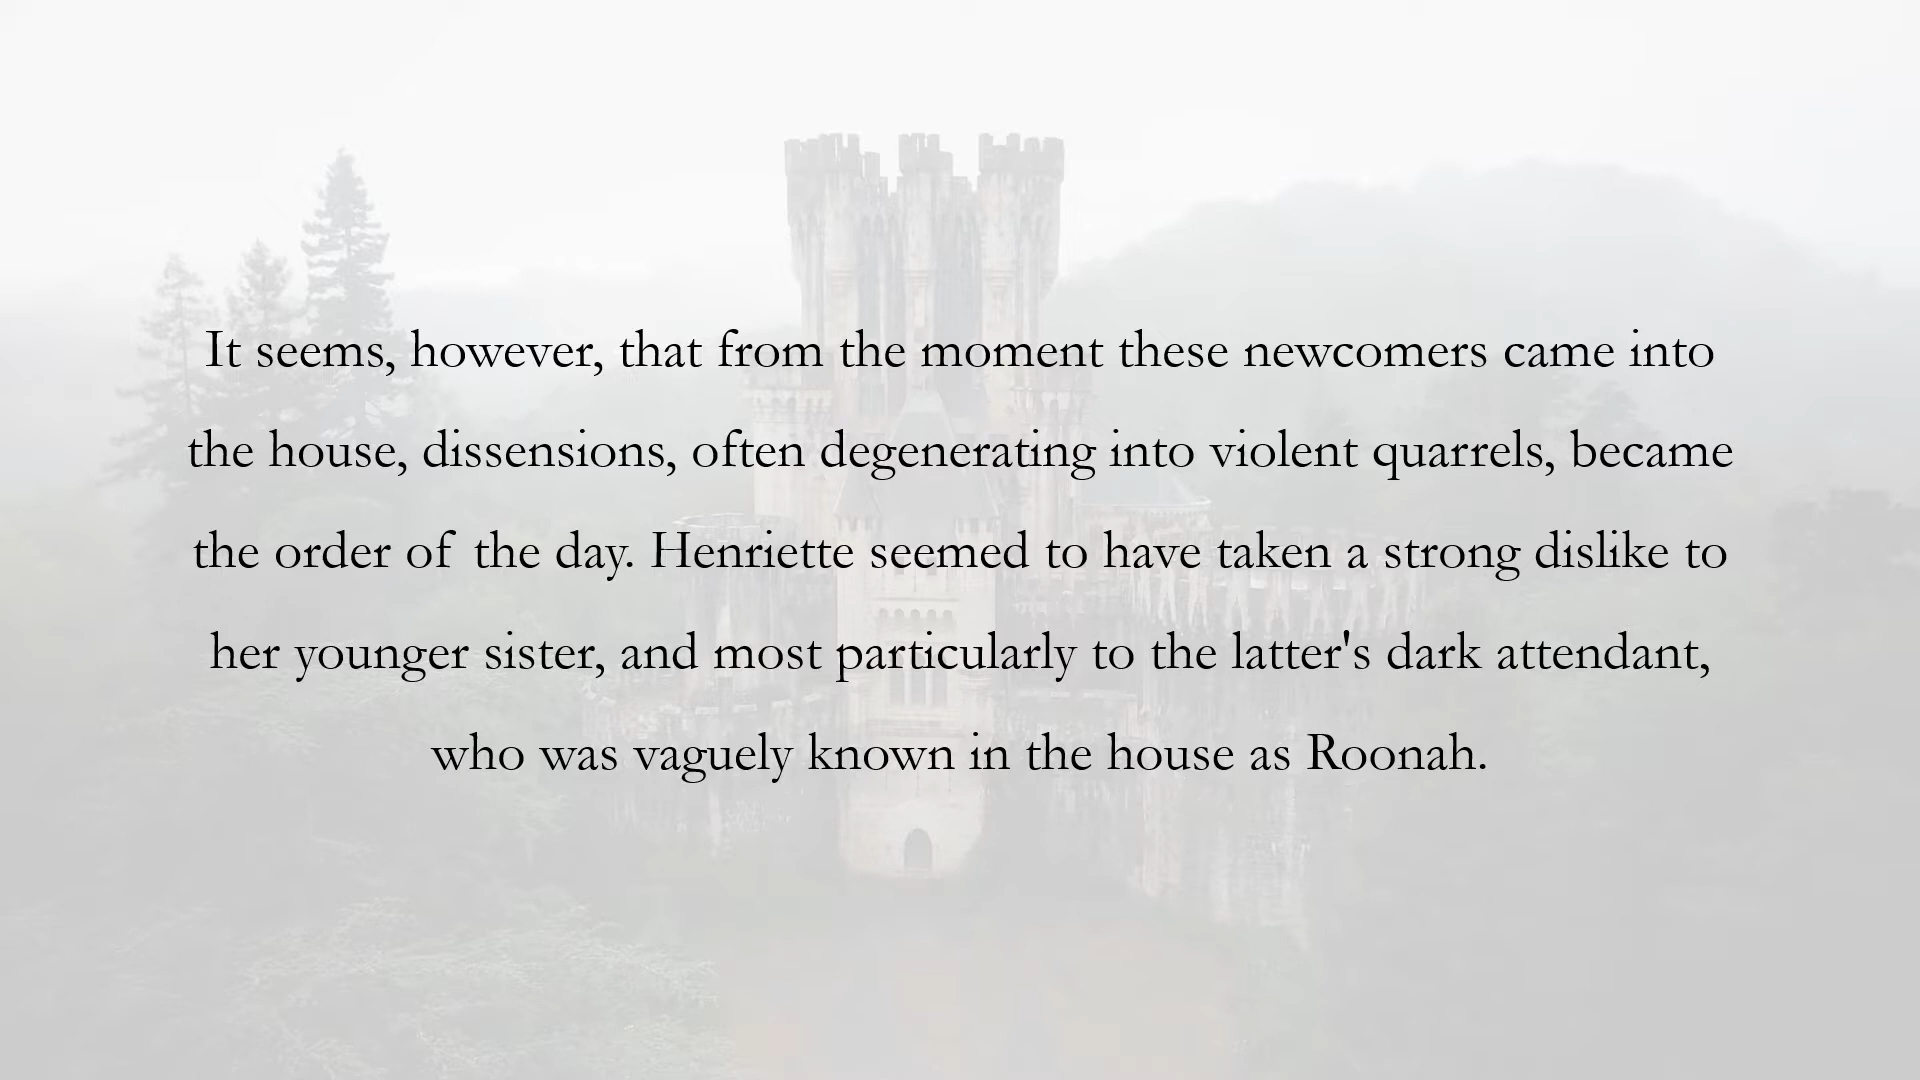 It seems, however, that from the moment these newcomers came into
the house, dissensions, often degenerating into violent quarrels, became
the order of the day. Henriette seemed to have taken a strong dislike to
her younger sister, and most particularly to the latter's dark attendant,
who was vaguely known in the house as Roonah.